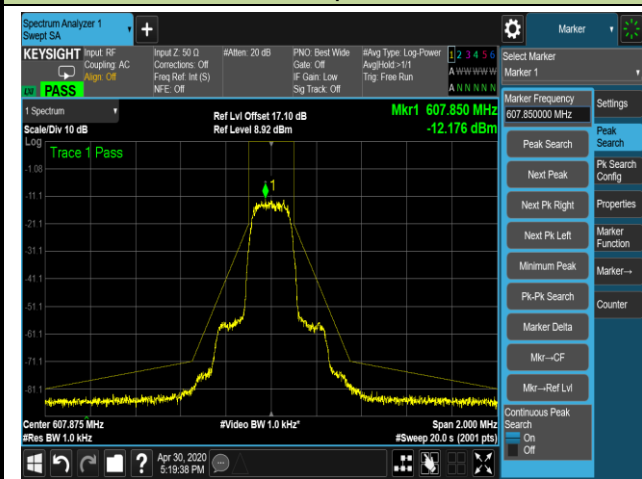 Spectrum Analyzer 1
Swept SA
Marker
KEYSIGHT
Input: RF
Coupling: AC
Align: Off
Input Z: 50 Ω
Corrections: Off
Freq Ref: Int (S)
NFE: Off
#Atten: 20 dB
PNO: Best Wide
Gate: Off
IF Gain: Low
Sig Track: Off
#Avg Type: Log-Power
Avg|Hold:>1/1
Trig: Free Run
1 2 3 4 5 6
A W W W W W
A N N N N N
LXI
PASS
Select Marker
Marker 1
1 Spectrum
Scale/Div 10 dB
Ref Lvl Offset 17.10 dB
Ref Level 8.92 dBm
Mkr1 607.850 MHz
-12.176 dBm
Log
Trace 1 Pass
1
-1.08
-11.1
-21.1
-31.1
-41.1
-51.1
-61.1
-71.1
-81.1
Center 607.875 MHz
#Res BW 1.0 kHz
#Video BW 1.0 kHz*
Span 2.000 MHz
#Sweep 20.0 s (2001 pts)
Marker Frequency
607.850000 MHz
Peak Search
Next Peak
Next Pk Right
Next Pk Left
Minimum Peak
Pk-Pk Search
Marker Delta
Mkr→CF
Mkr→Ref Lvl
Continuous Peak
Search
On
Off
Settings
Peak
Search
Pk Search
Config
Properties
Marker
Function
Marker→
Counter
Apr 30, 2020
5:19:38 PM